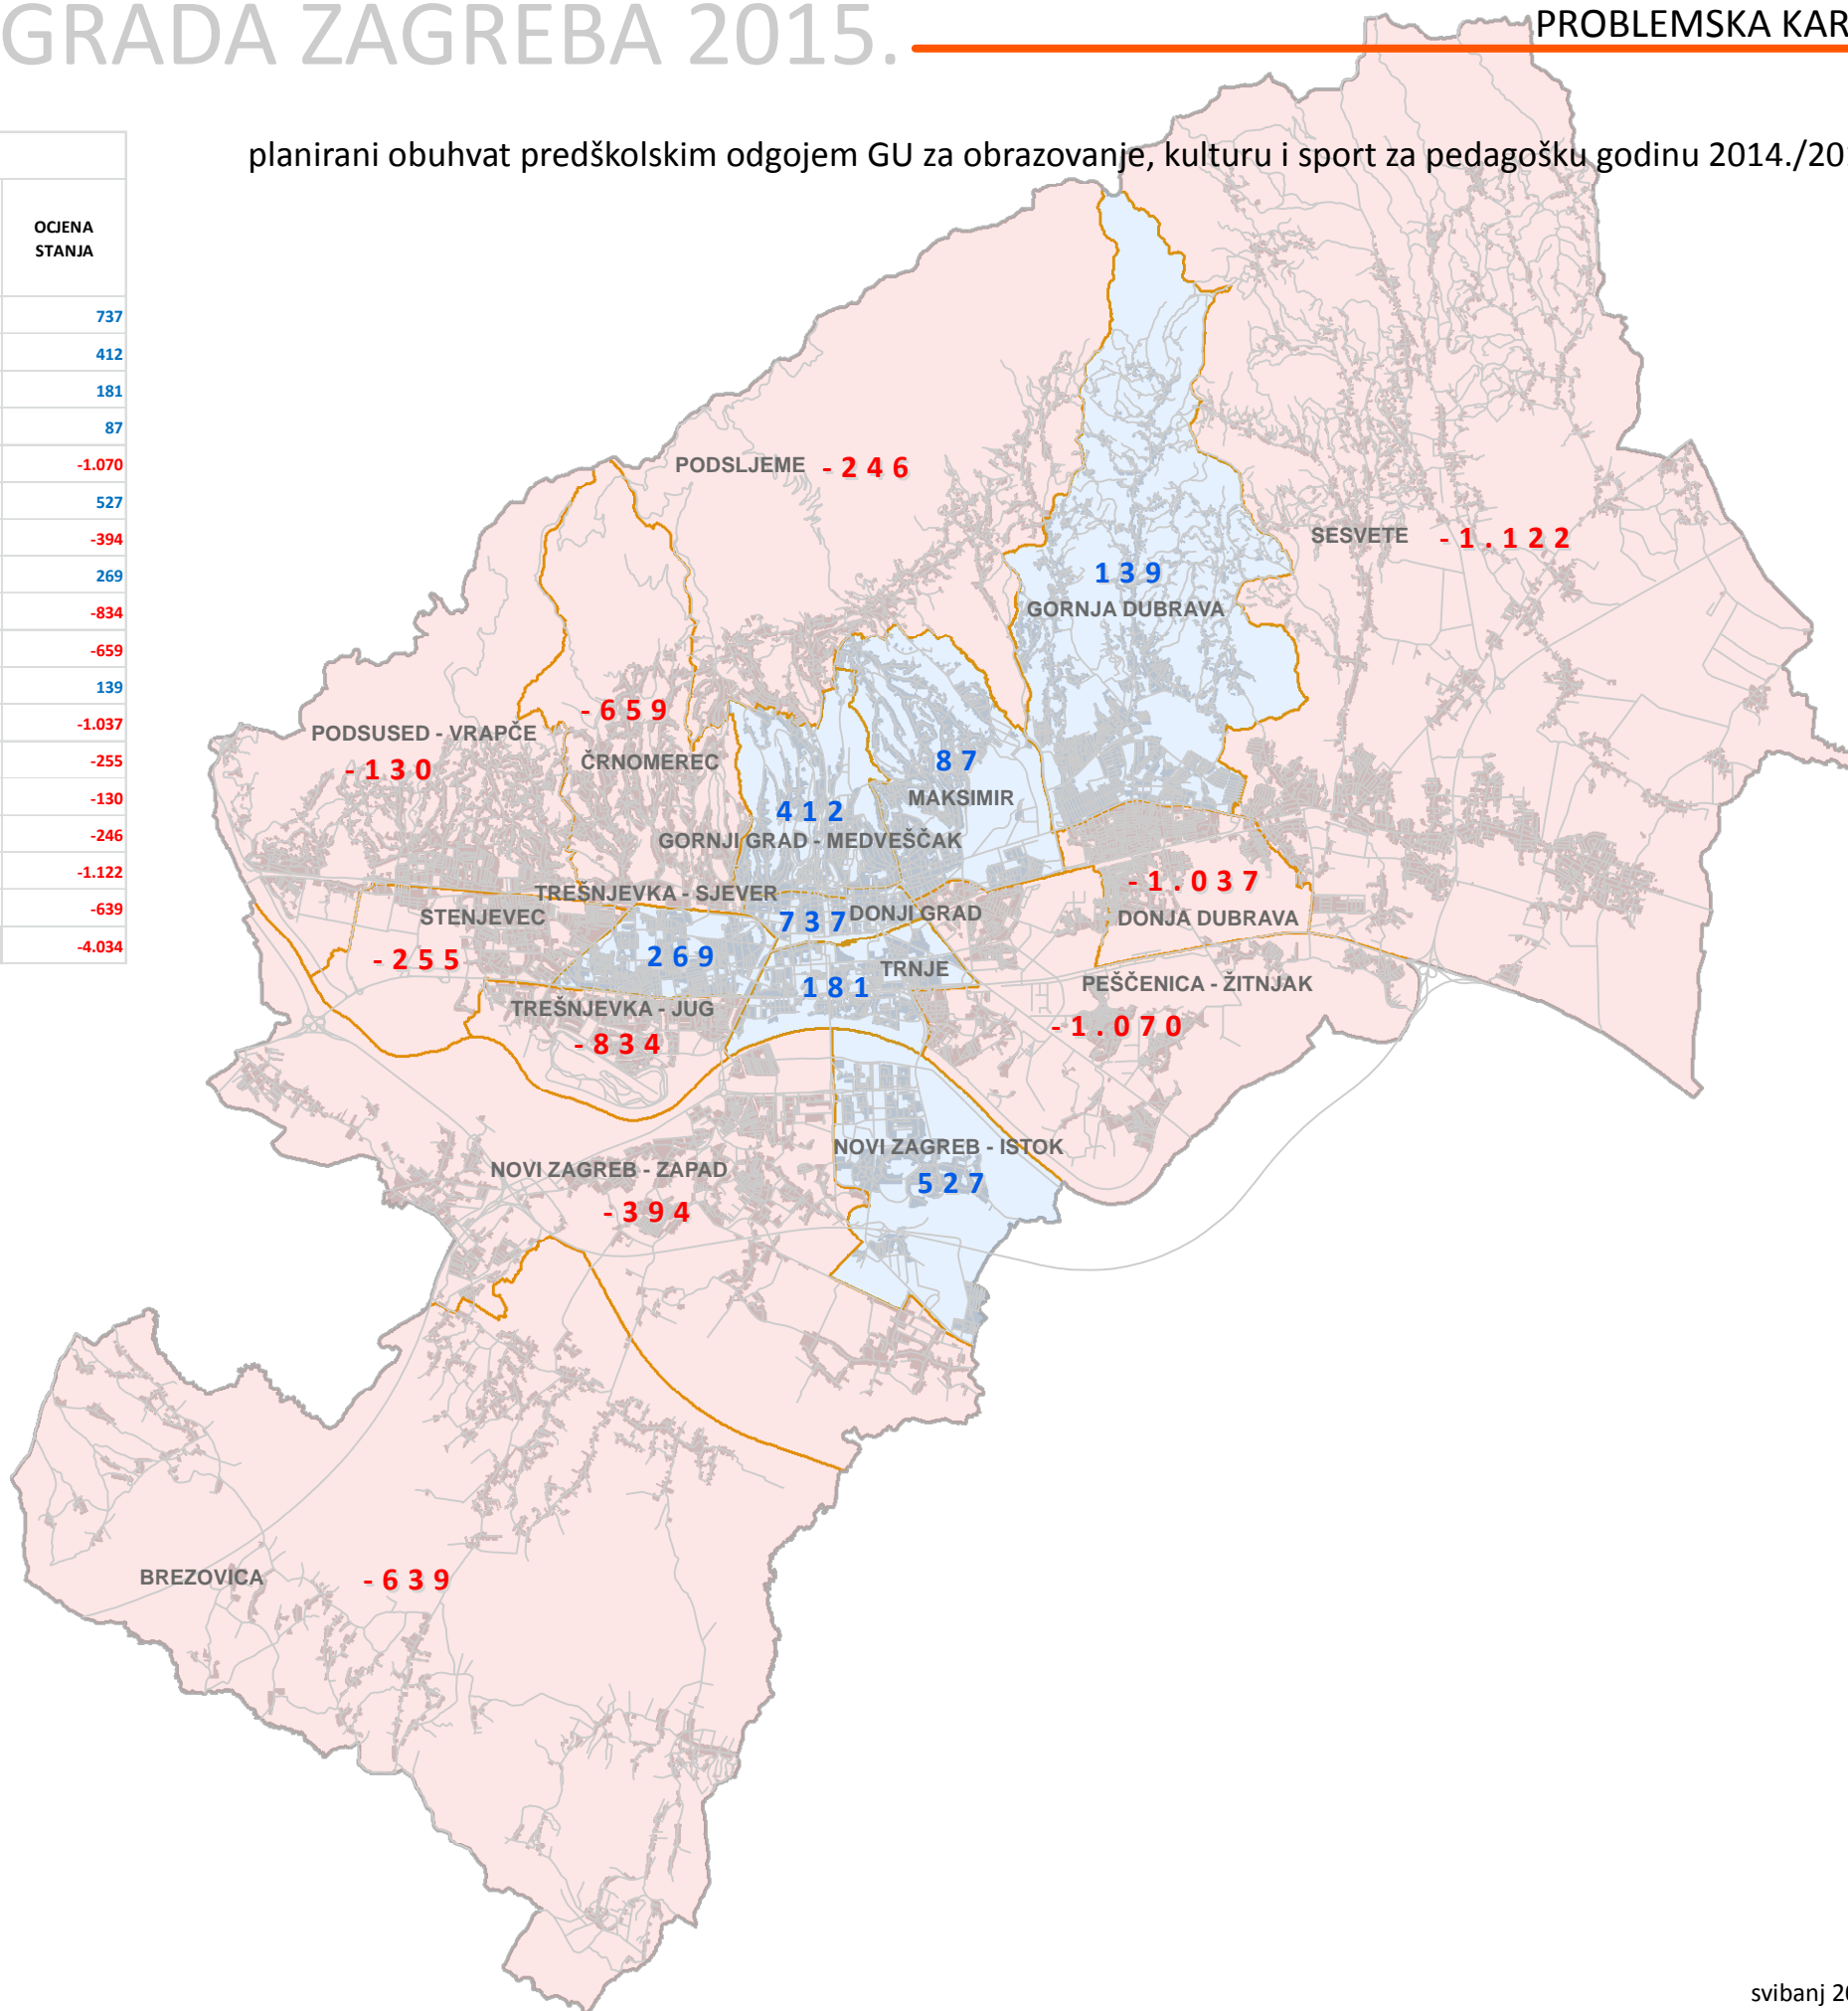 GRADA ZAGREBA 2015.
PROBLEMSKA KAR
planirani obuhvat predškolskim odgojem GU za obrazovanje, kulturu i sport za pedagošku godinu 2014./20
OCJENA
STANJA
737
412
181
87
-1.070
527
-394
269
-834
-659
139
-1.037
-255
-130
-246
-1.122
-639
-4.034
PODSLJEME -246
SESVETE -1.122
139
GORNJA DUBRAVA
-659
PODSUSED - VRAPČE
ČRNOMEREC
-130
87
MAKSIMIR
412
GORNJI GRAD - MEDVEŠČAK
-1.037
TREŠNJEVKA - SJEVER
STENJEVEC
737 DONJI GRAD
DONJA DUBRAVA
-255
269
TRNJE
181
PEŠČENICA - ŽITNJAK
TREŠNJEVKA - JUG
-1.070
-834
NOVI ZAGREB - ISTOK
NOVI ZAGREB - ZAPAD
527
-394
BREZOVICA -639
svibanj 20